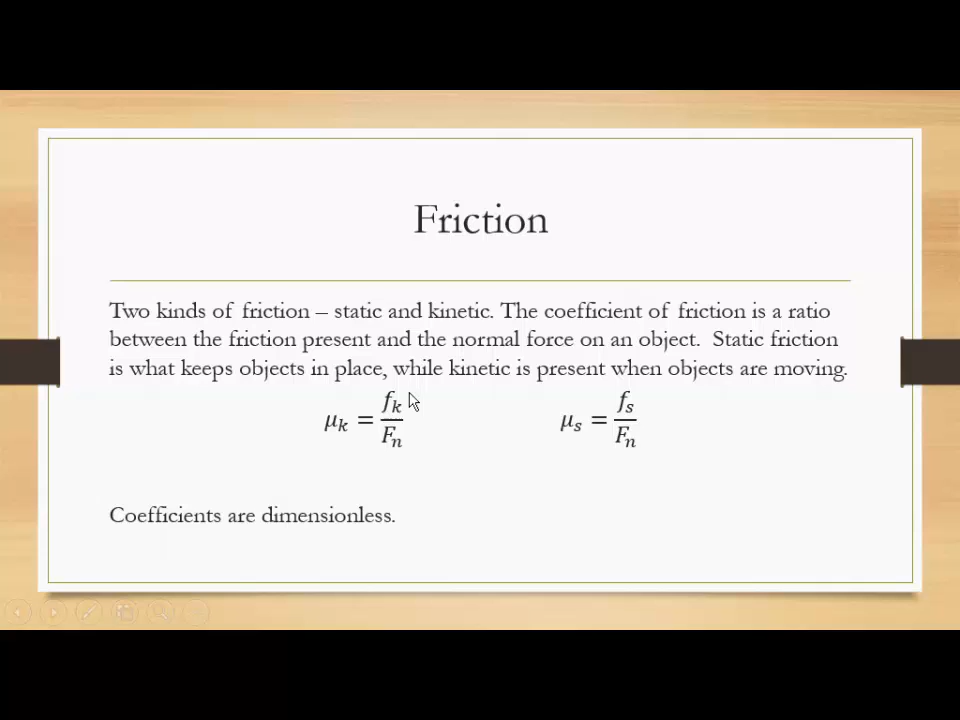 Friction
Two kinds of friction – static and kinetic. The coefficient of friction is a ratio
between the friction present and the normal force on an object.  Static friction
is what keeps objects in place, while kinetic is present when objects are moving.
μₖ = fₖ/Fₙ    μₛ = fₛ/Fₙ
Coefficients are dimensionless.